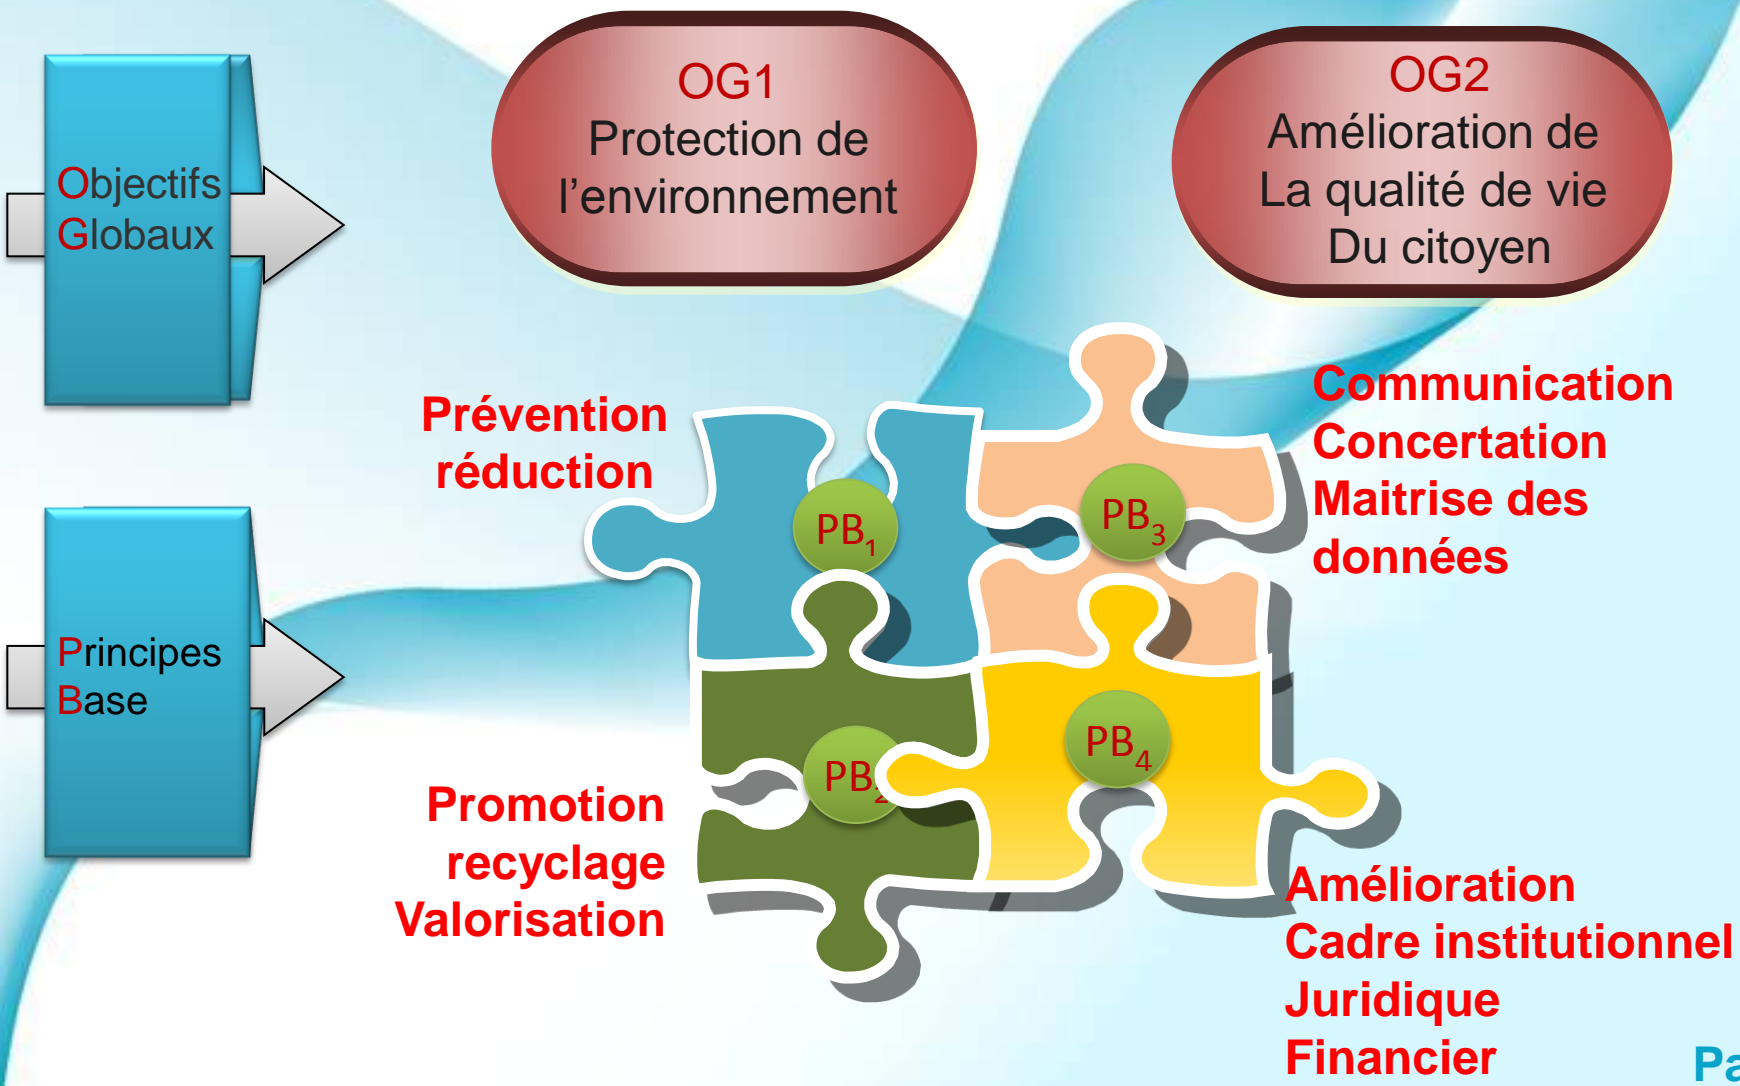 Objectifs
Globaux
OG1
Protection de
l’environnement
OG2
Amélioration de
La qualité de vie
Du citoyen
Prévention
réduction
Communication
Concertation
Maitrise des
données
PB1
PB3
Principes
Base
PB2
PB4
Promotion
recyclage
Valorisation
Amélioration
Cadre institutionnel
Juridique
Financier